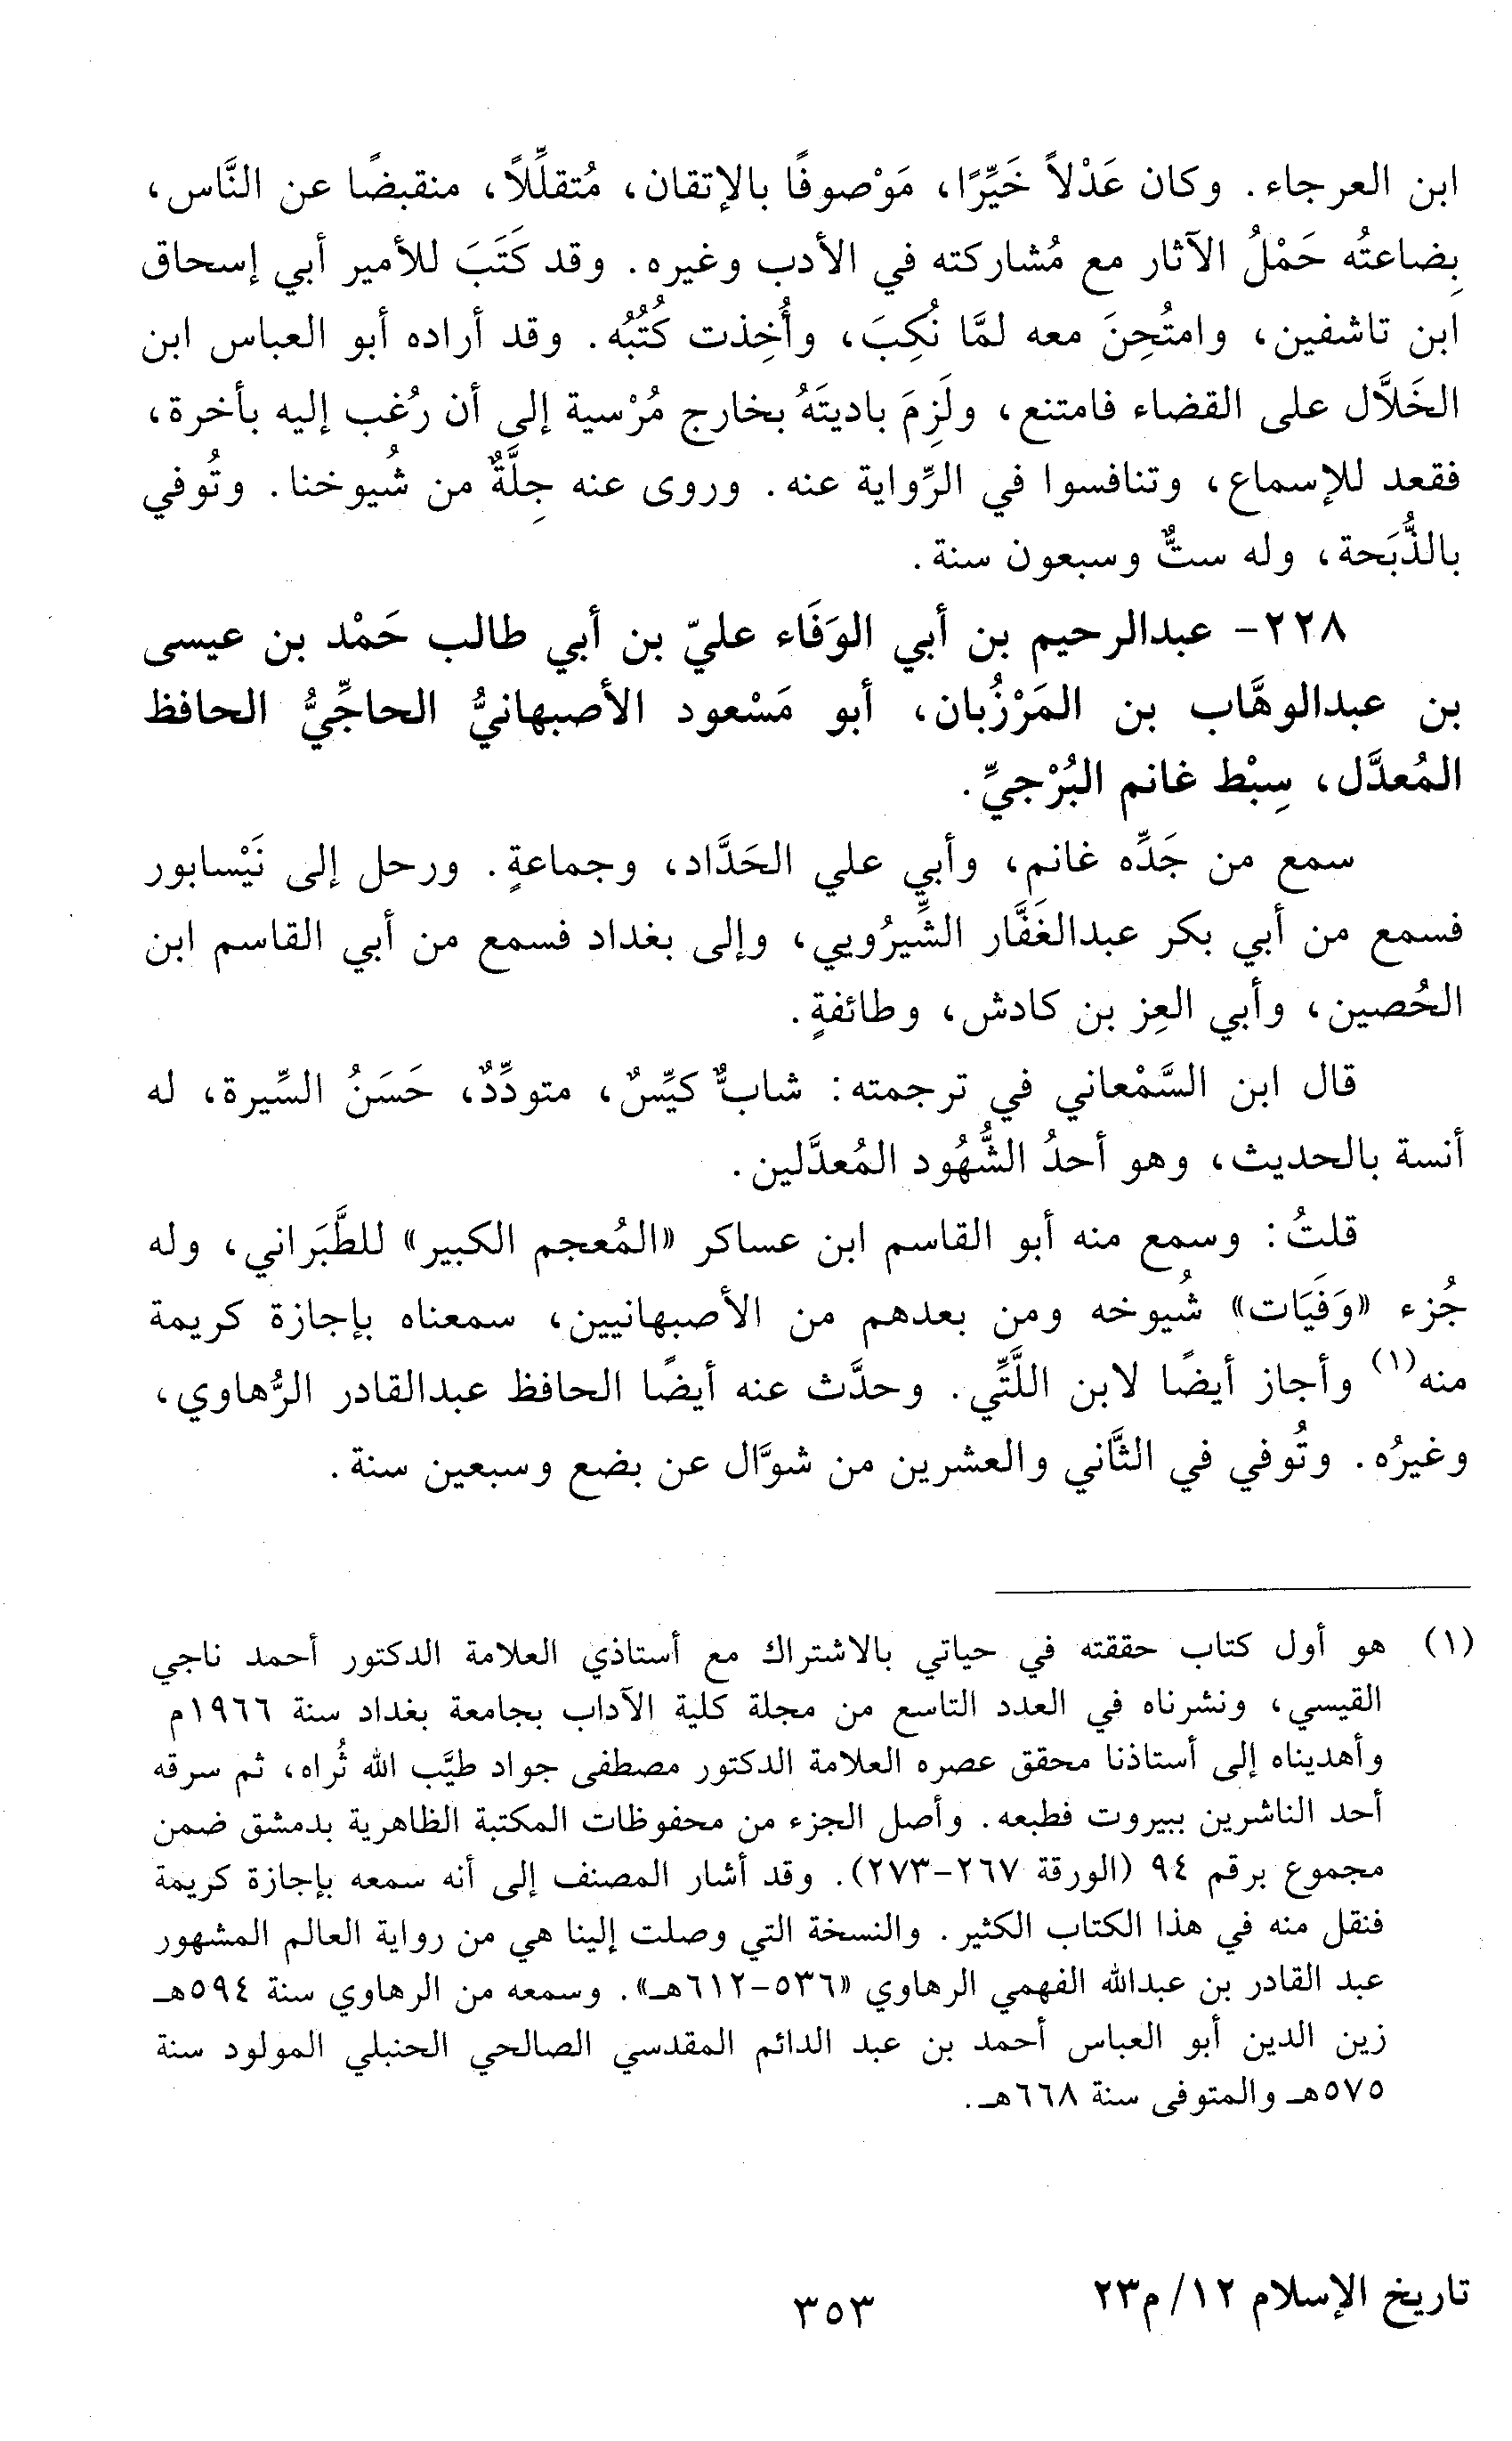 ابن العرجاء. وكان عَدْلاً خَيِّرًا، مَوْصوفًا بالإتقان، مُتقلِّلاً، منقبضًا عن النَّاس،
بِضاعتُه حَمْلُ الآثار مع مُشاركته في الأدب وغيره. وقد كَتَبَ للأمير أبي إسحاق
ابن تاشفين، وامتُحِنَ معه لمَّا نُكِبَ، وأُخِذت كُتُبُه. وقد أراده أبو العباس ابن
الخَلاَّل على القضاء فامتنع، ولَزِمَ باديتَهُ بخارج مُرْسية إلى أن رُغب إليه بأخرة،
فقعد للإسماع، وتنافسوا في الرِّواية عنه. وروى عنه جِلَّةٌ من شُيوخنا. وتُوفي
بالذُّبَحة، وله ستٌّ وسبعون سنة.
٢٢٨- عبدالرحيم بن أبي الوَفَاء عليّ بن أبي طالب حَمْد بن عيسى
بن عبدالوهَّاب بن المَرْزُبان، أبو مَسْعود الأصبهانيُّ الحاجِّيُّ الحافظ
المُعدَّل، سِبْط غانم البُرْجيِّ.
سمع من جَدِّه غانم، وأبي علي الحَدَّاد، وجماعةٍ. ورحل إلى نَيْسابور
فسمع من أبي بكر عبدالغَفَّار الشِّيرُويي، وإلى بغداد فسمع من أبي القاسم ابن
الحُصين، وأبي العِز بن كادش، وطائفةٍ.
قال ابن السَّمْعاني في ترجمته: شابٌّ كيِّسٌ، متودِّدٌ، حَسَنُ السِّيرة، له
أنسة بالحديث، وهو أحدُ الشُّهُود المُعدَّلين.
قلتُ: وسمع منه أبو القاسم ابن عساكر «المُعجم الكبير» للطَّبَراني، وله
جُزء «وَفَيَات» شُيوخه ومن بعدهم من الأصبهانيين، سمعناه بإجازة كريمة
منه(١) وأجاز أيضًا لابن اللَّتِّي. وحدَّث عنه أيضًا الحافظ عبدالقادر الرُّهاوي،
وغيرُه. وتُوفي في الثَّاني والعشرين من شوَّال عن بضع وسبعين سنة.
(١) هو أول كتاب حققته في حياتي بالاشتراك مع أستاذي العلامة الدكتور أحمد ناجي
القيسي، ونشرناه في العدد التاسع من مجلة كلية الآداب بجامعة بغداد سنة ١٩٦٦م
وأهديناه إلى أستاذنا محقق عصره العلامة الدكتور مصطفى جواد طيَّب الله ثُراه، ثم سرقه
أحد الناشرين ببيروت فطبعه. وأصل الجزء من محفوظات المكتبة الظاهرية بدمشق ضمن
مجموع برقم ٩٤ (الورقة ٢٦٧-٢٧٣). وقد أشار المصنف إلى أنه سمعه بإجازة كريمة
فنقل منه في هذا الكتاب الكثير. والنسخة التي وصلت إلينا هي من رواية العالم المشهور
عبد القادر بن عبدالله الفهمي الرهاوي «٥٣٦-٦١٢هـ». وسمعه من الرهاوي سنة ٥٩٤هـ
زين الدين أبو العباس أحمد بن عبد الدائم المقدسي الصالحي الحنبلي المولود سنة
٥٧٥هـ والمتوفى سنة ٦٦٨هـ.
تاريخ الإسلام ١٢/ م٢٣
٣٥٣